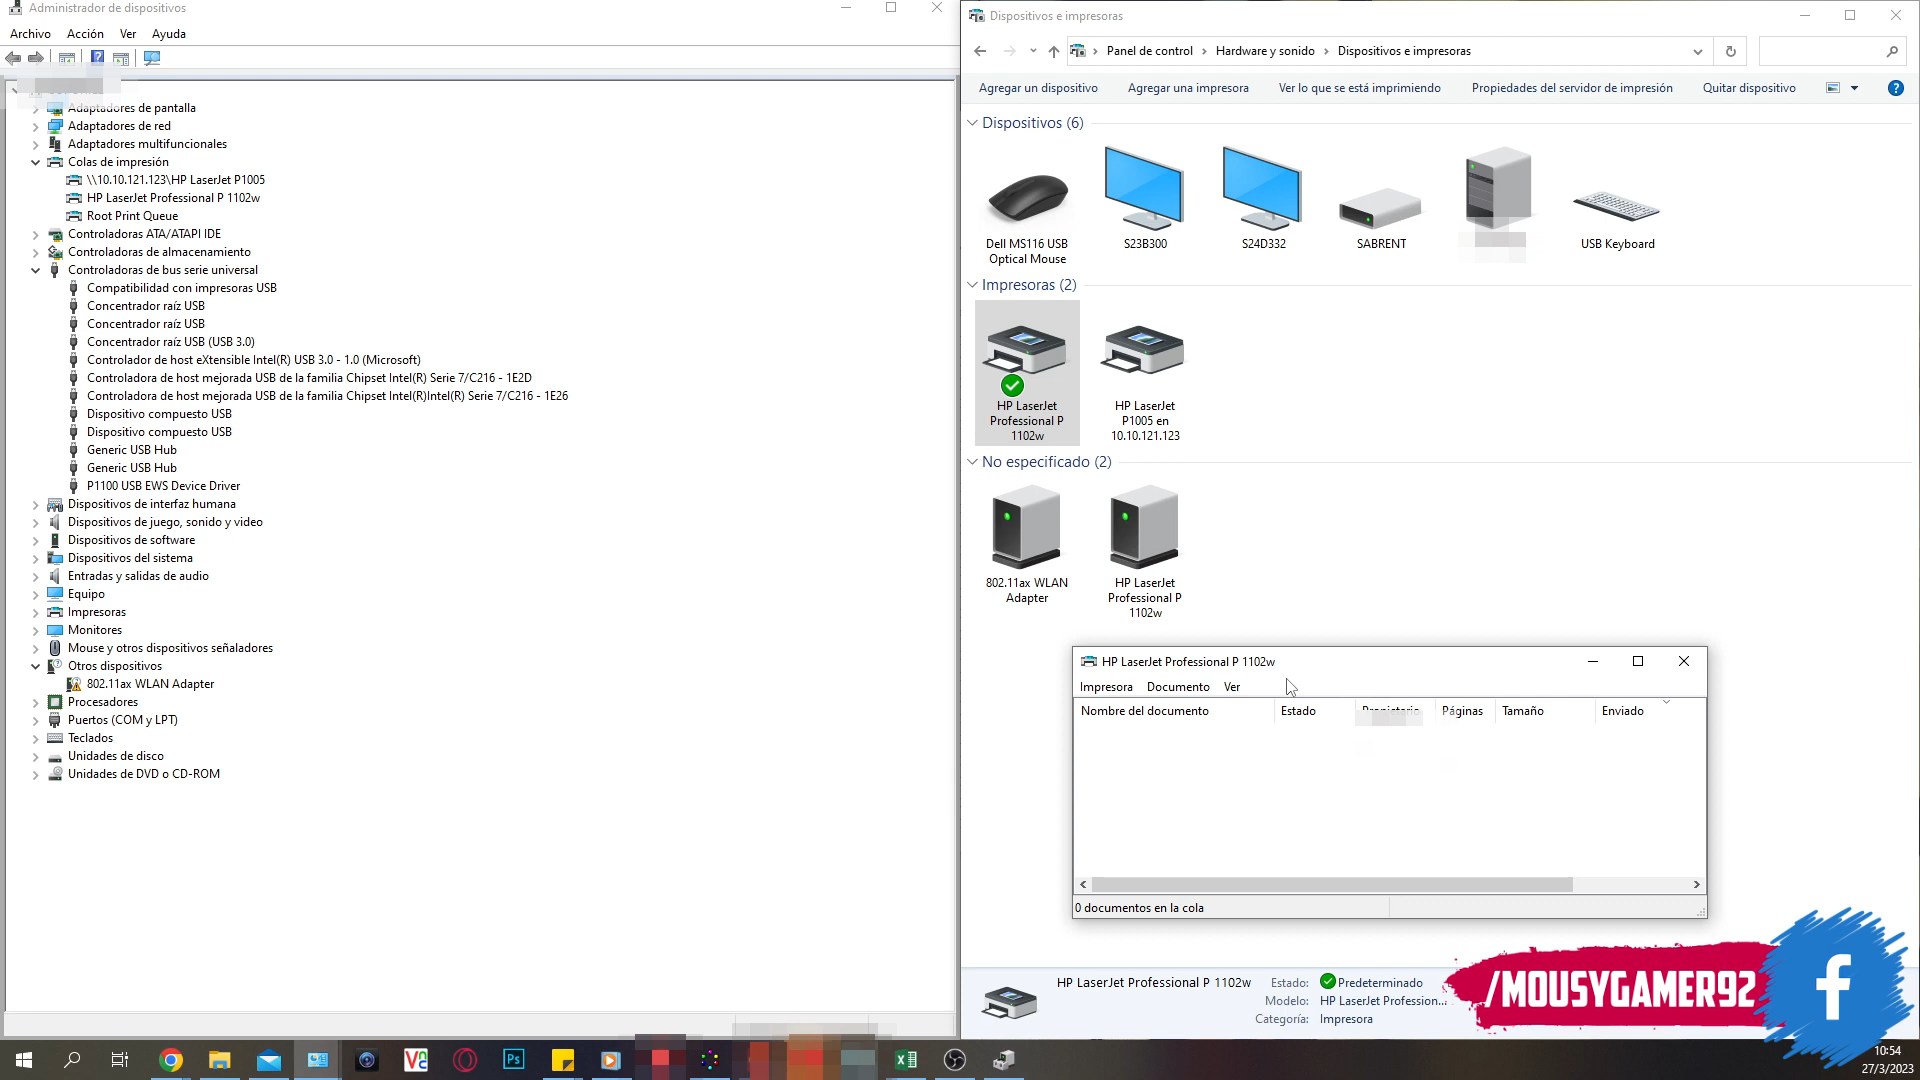 Administrador de dispositivos
Archivo Acción Ver Ayuda
Adaptadores de pantalla
Adaptadores de red
Adaptadores multifuncionales
Colas de impresión
\\10.10.121.123\HP LaserJet P1005
HP LaserJet Professional P 1102w
Root Print Queue
Controladoras ATA/ATAPI IDE
Controladoras de almacenamiento
Controladoras de bus serie universal
Compatibilidad con impresoras USB
Concentrador raíz USB
Concentrador raíz USB
Concentrador raíz USB (USB 3.0)
Controlador de host eXtensible Intel(R) USB 3.0 - 1.0 (Microsoft)
Controladora de host mejorada USB de la familia Chipset Intel(R) Serie 7/C216 - 1E2D
Controladora de host mejorada USB de la familia Chipset Intel(R)Intel(R) Serie 7/C216 - 1E26
Dispositivo compuesto USB
Dispositivo compuesto USB
Generic USB Hub
Generic USB Hub
P1100 USB EWS Device Driver
Dispositivos de interfaz humana
Dispositivos de juego, sonido y video
Dispositivos de software
Dispositivos del sistema
Entradas y salidas de audio
Equipo
Impresoras
Monitores
Mouse y otros dispositivos señaladores
Otros dispositivos
802.11ax WLAN Adapter
Procesadores
Puertos (COM y LPT)
Teclados
Unidades de disco
Unidades de DVD o CD-ROM
Dispositivos e impresoras
Panel de control Hardware y sonido Dispositivos e impresoras
Agregar un dispositivo Agregar una impresora Ver lo que se está imprimiendo Propiedades del servidor de impresión Quitar dispositivo
Dispositivos (6)
Dell MS116 USB
Optical Mouse
S23B300
S24D332
SABRENT
USB Keyboard
Impresoras (2)
HP LaserJet
Professional P
1102w
HP LaserJet
P1005 en
10.10.121.123
No especificado (2)
802.11ax WLAN
Adapter
HP LaserJet
Professional P
1102w
HP LaserJet Professional P 1102w
Impresora Documento Ver
Nombre del documento Estado Propietario Páginas Tamaño Enviado
0 documentos en la cola
HP LaserJet Professional P 1102w
Estado: Predeterminado
Modelo: HP LaserJet Profession...
Categoría: Impresora
/MOUSYGAMER92
f
Ps
10:54
27/3/2023